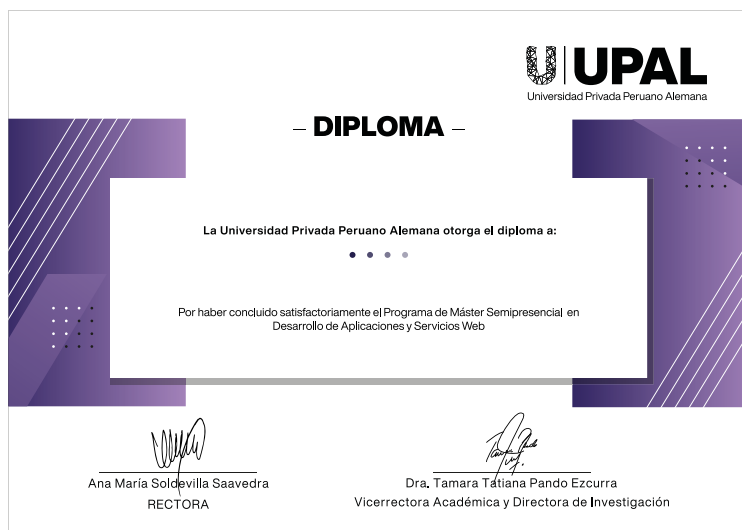 UPAL
Universidad Privada Peruano Alemana
– DIPLOMA –
La Universidad Privada Peruano Alemana otorga el diploma a:
Por haber concluido satisfactoriamente el Programa de Máster Semipresencial en
Desarrollo de Aplicaciones y Servicios Web
Ana María Soldevilla Saavedra
RECTORA
Dra. Tamara Tatiana Pando Ezcurra
Vicerrectora Académica y Directora de Investigación